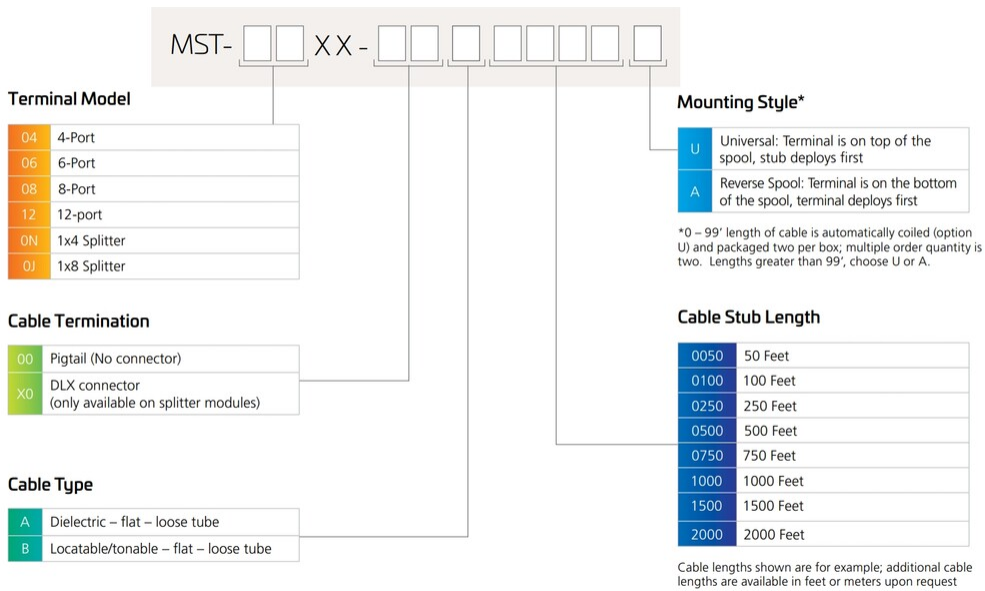 MST- XX -
Terminal Model
04 4-Port
06 6-Port
08 8-Port
12 12-port
0N 1x4 Splitter
0J 1x8 Splitter
Cable Termination
00 Pigtail (No connector)
X0 DLX connector
(only available on splitter modules)
Cable Type
A Dielectric – flat – loose tube
B Locatable/tonable – flat – loose tube
Mounting Style*
U Universal: Terminal is on top of the
spool, stub deploys first
A Reverse Spool: Terminal is on the bottom
of the spool, terminal deploys first
*0 – 99’ length of cable is automatically coiled (option
U) and packaged two per box; multiple order quantity is
two. Lengths greater than 99’, choose U or A.
Cable Stub Length
0050 50 Feet
0100 100 Feet
0250 250 Feet
0500 500 Feet
0750 750 Feet
1000 1000 Feet
1500 1500 Feet
2000 2000 Feet
Cable lengths shown are for example; additional cable
lengths are available in feet or meters upon request